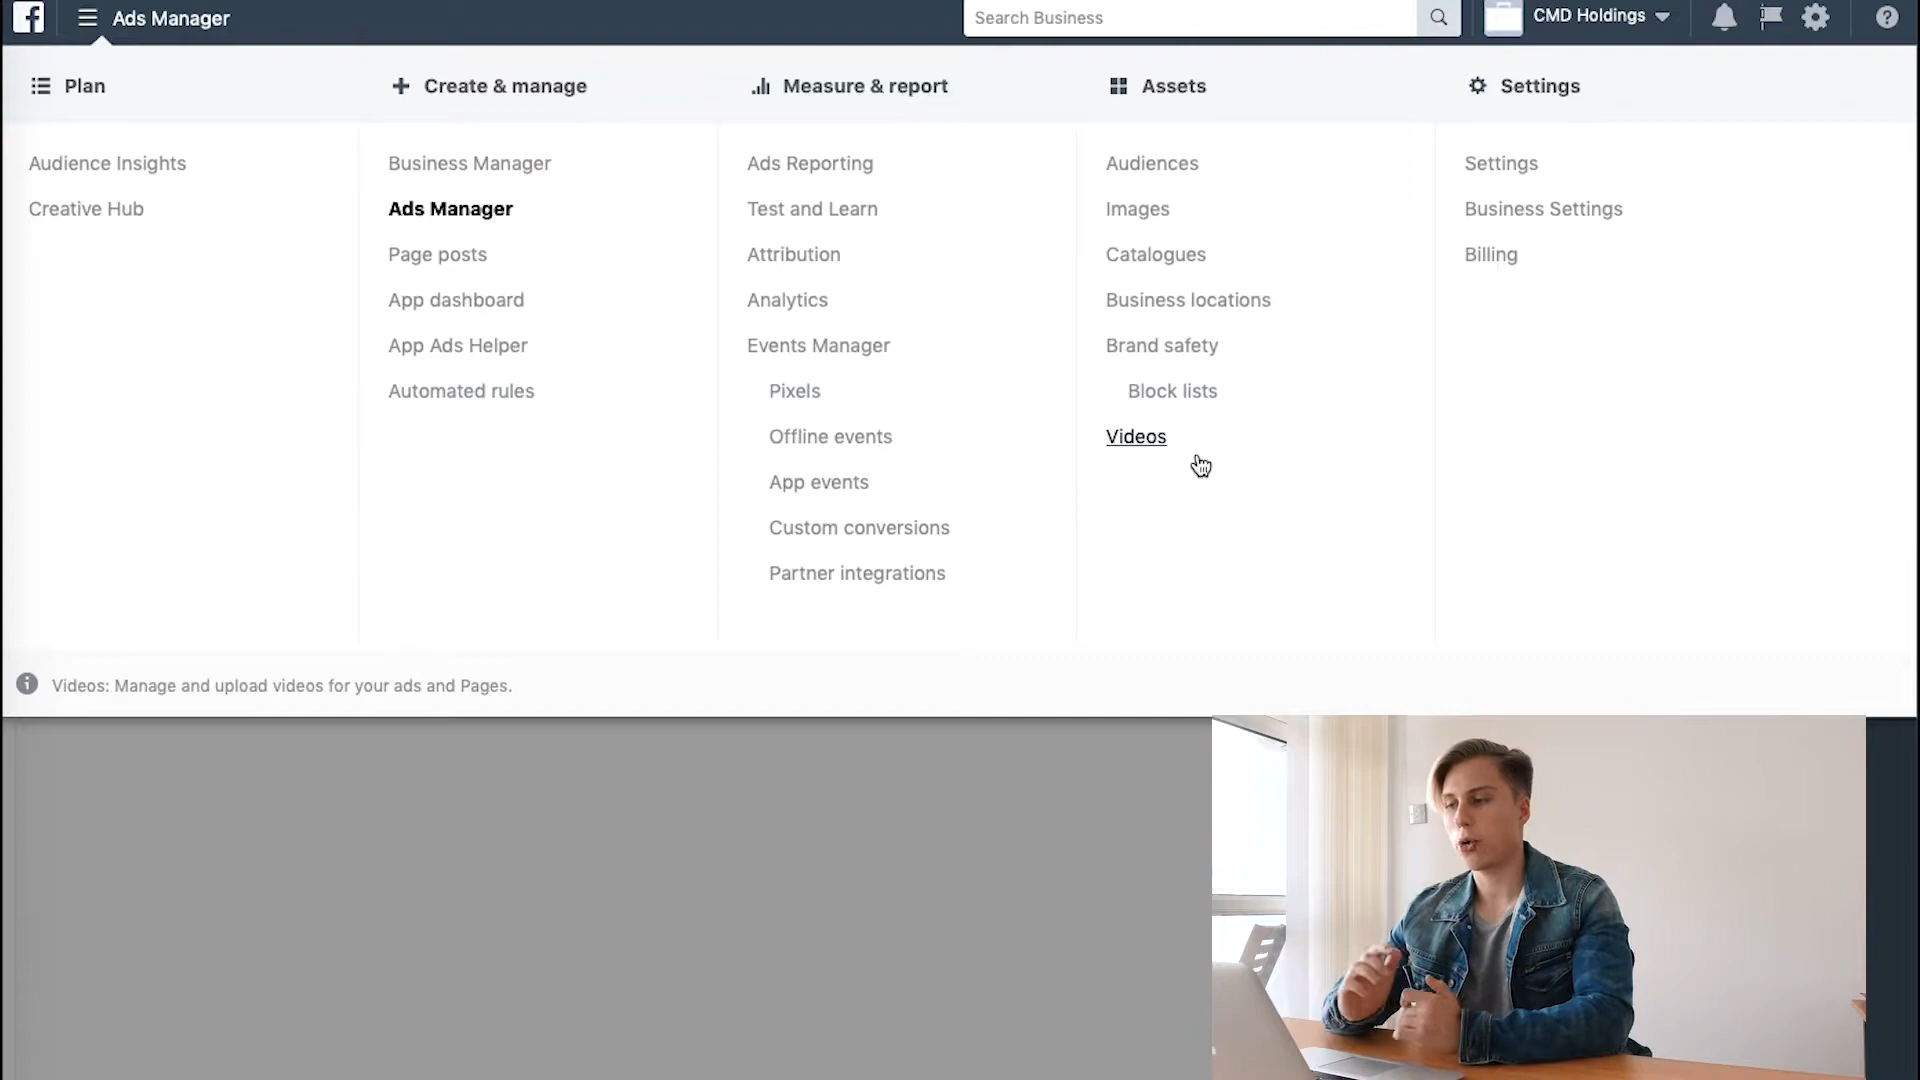 Ads Manager
Search Business
CMD Holdings
Plan
Create & manage
Measure & report
Assets
Settings
Audience Insights
Creative Hub
Business Manager
Ads Manager
Page posts
App dashboard
App Ads Helper
Automated rules
Ads Reporting
Test and Learn
Attribution
Analytics
Events Manager
Pixels
Offline events
App events
Custom conversions
Partner integrations
Audiences
Images
Catalogues
Business locations
Brand safety
Block lists
Videos
Settings
Business Settings
Billing
Videos: Manage and upload videos for your ads and Pages.